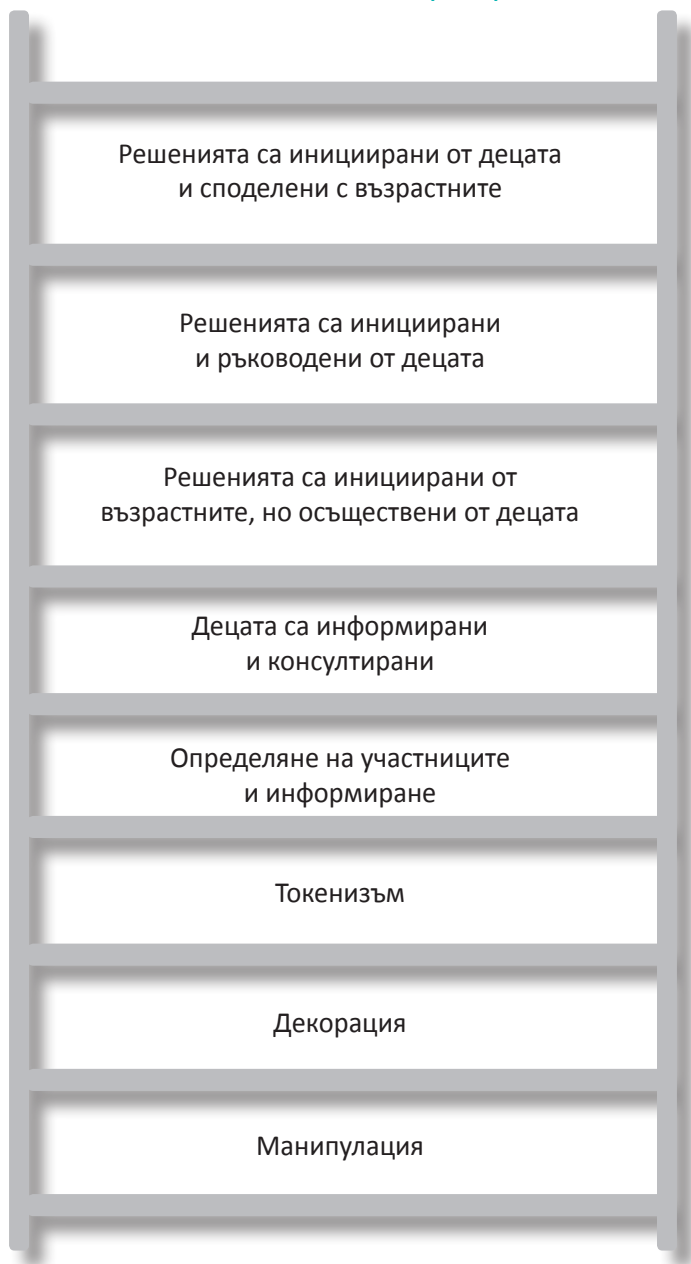 Решенията са инициирани от децата
и споделени с възрастните
Решенията са инициирани
и ръководени от децата
Решенията са инициирани от
възрастните, но осъществени от децата
Децата са информирани
и консултирани
Определяне на участниците
и информиране
Токенизъм
Декорация
Манипулация